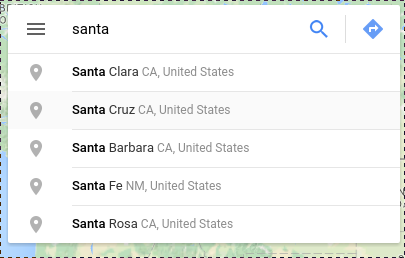 santa
Santa Clara CA, United States
Santa Cruz CA, United States
Santa Barbara CA, United States
Santa Fe NM, United States
Santa Rosa CA, United States